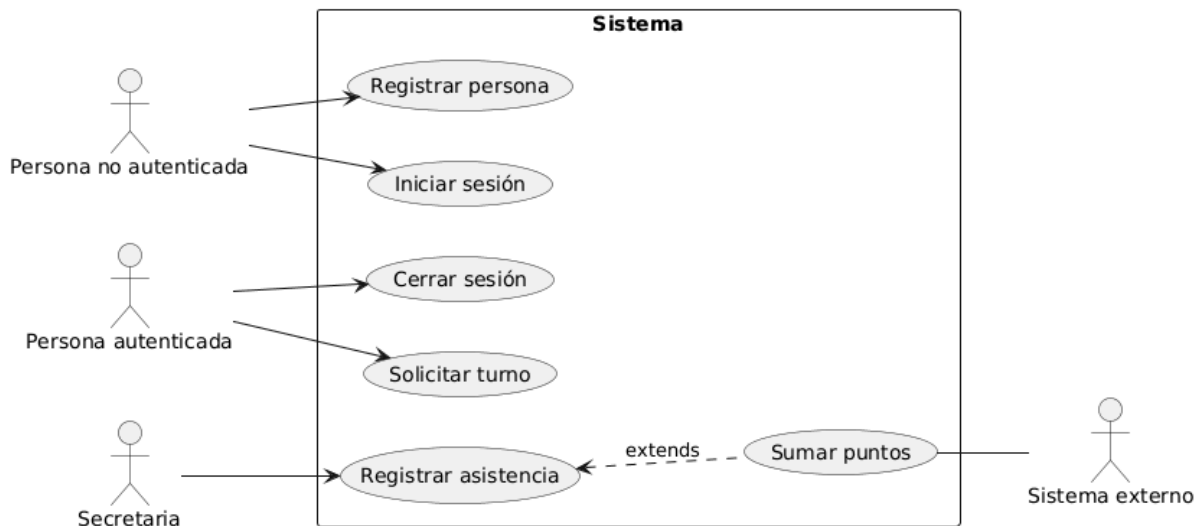 Sistema
Registrar persona
Persona no autenticada
Iniciar sesión
Cerrar sesión
Persona autenticada
Solicitar turno
extends
Sumar puntos
Registrar asistencia
Sistema externo
Secretaria